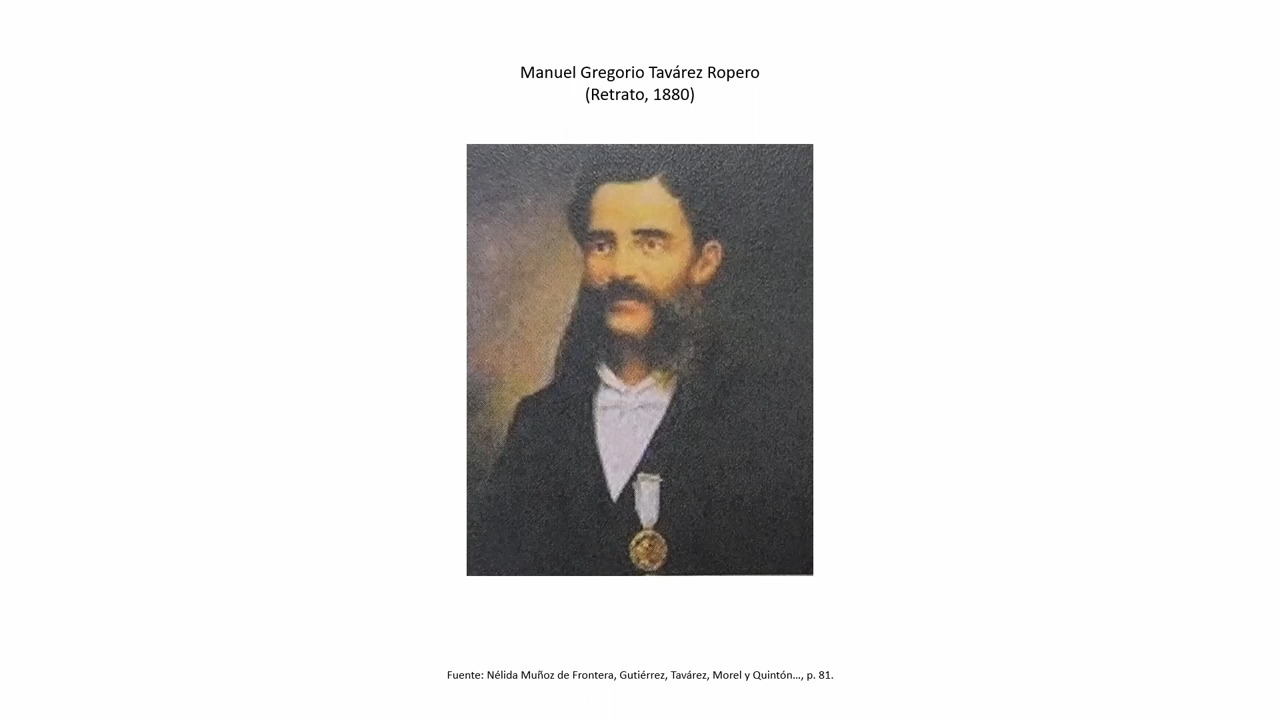 Manuel Gregorio Tavárez Ropero
(Retrato, 1880)
Fuente: Nélida Muñoz de Frontera, Gutiérrez, Tavárez, Morel y Quintón…, p. 81.